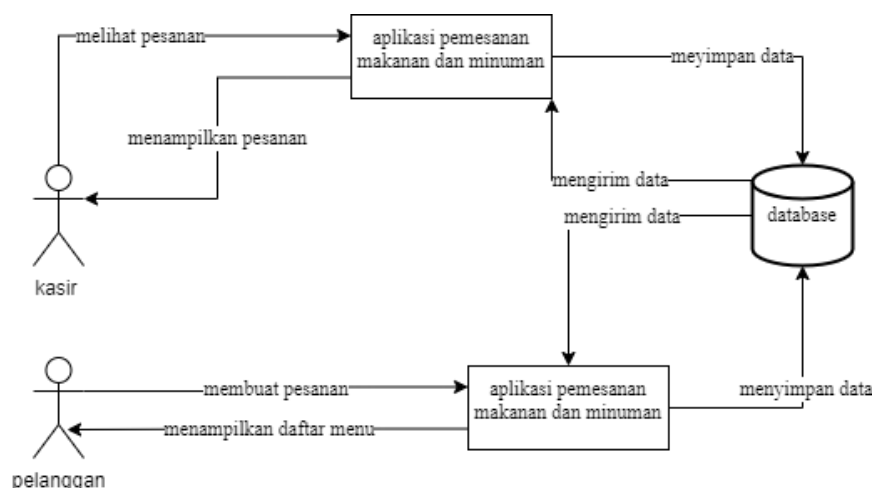 melihat pesanan
aplikasi pemesanan
makanan dan minuman
meyimpan data
menampilkan pesanan
mengirim data
mengirim data
database
kasir
membuat pesanan
aplikasi pemesanan
makanan dan minuman
menyimpan data
menampilkan daftar menu
pelanggan